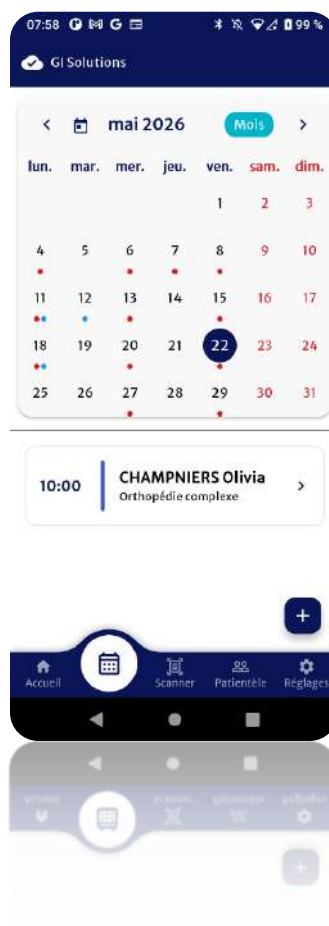 07:58 G 99 %
GI Solutions
mai 2026 Mois
lun. mar. mer. jeu. ven. sam. dim.
1 2 3
4 5 6 7 8 9 10
11 12 13 14 15 16 17
18 19 20 21 22 23 24
25 26 27 28 29 30 31
10:00
CHAMPNIERS Olivia
Orthopédie complexe
+
Accueil Scanner Patientèle Réglages